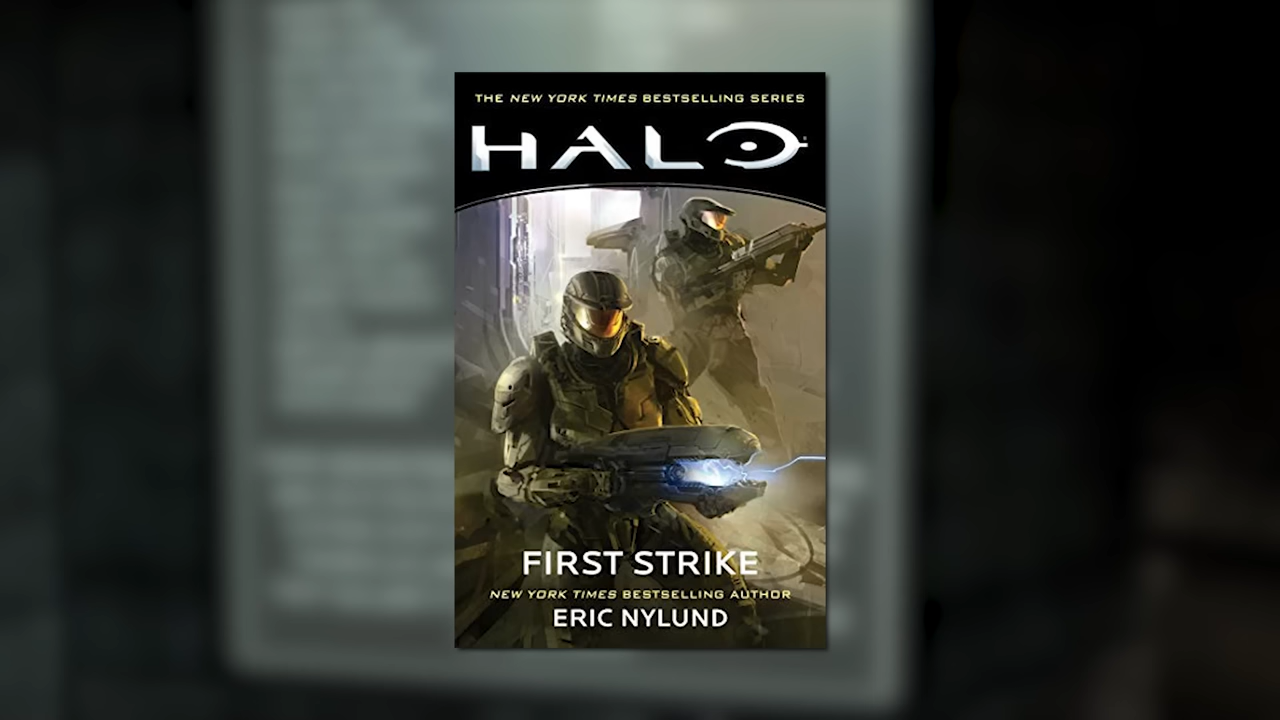 THE NEW YORK TIMES BESTSELLING SERIES
HALO
FIRST STRIKE
NEW YORK TIMES BESTSELLING AUTHOR
ERIC NYLUND